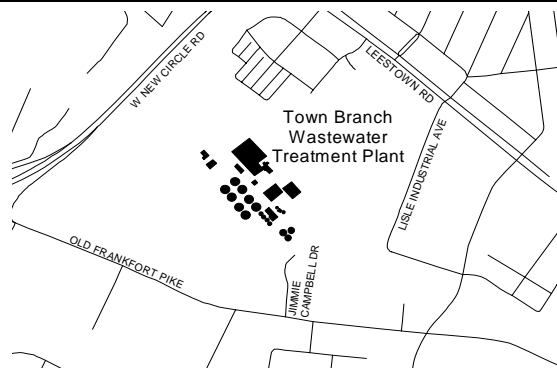 W NEW CIRCLE RD
LEESTOWN RD
Town Branch
Wastewater
Treatment Plant
LISLE INDUSTRIAL AVE
OLD FRANKFORT PIKE
JIMMIE
CAMPBELL DR